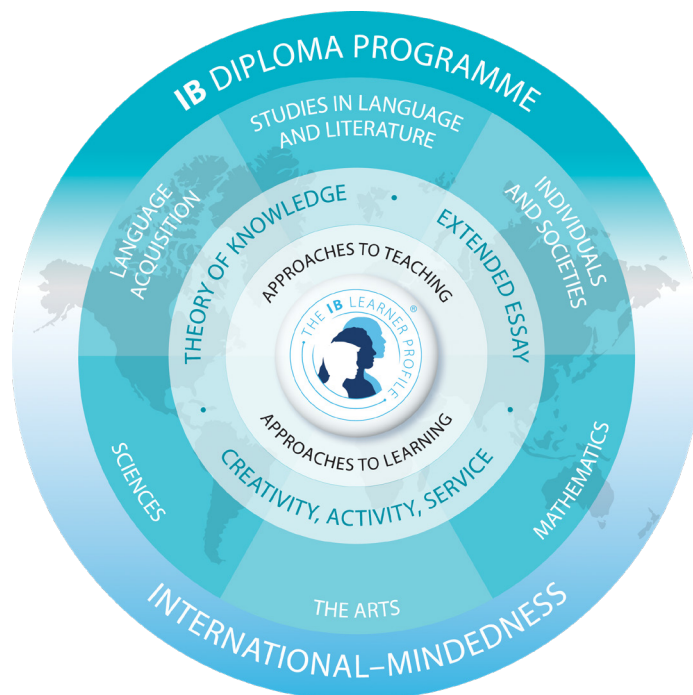 IB DIPLOMA PROGRAMME
STUDIES IN LANGUAGE
AND LITERATURE
LANGUAGE
ACQUISITION
INDIVIDUALS
AND SOCIETIES
THEORY OF KNOWLEDGE
•
EXTENDED ESSAY
APPROACHES TO TEACHING
THE IB LEARNER PROFILE
®
APPROACHES TO LEARNING
•
CREATIVITY, ACTIVITY, SERVICE
•
SCIENCES
MATHEMATICS
THE ARTS
INTERNATIONAL–MINDEDNESS